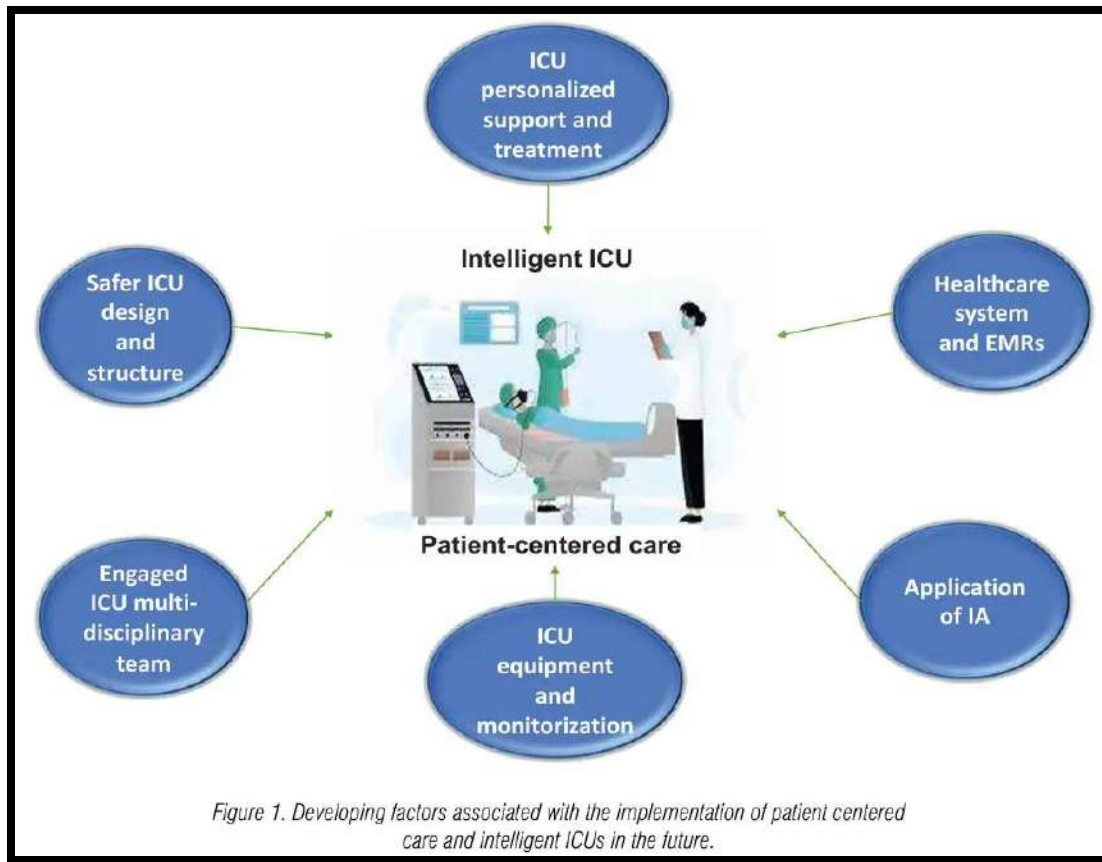 ICU
personalized
support and
treatment
Intelligent ICU
Safer ICU
design
and
structure
Healthcare
system
and EMRs
Patient-centered care
Engaged
ICU multi-
disciplinary
team
Application
of IA
ICU
equipment
and
monitorization
Figure 1. Developing factors associated with the implementation of patient centered
care and intelligent ICUs in the future.